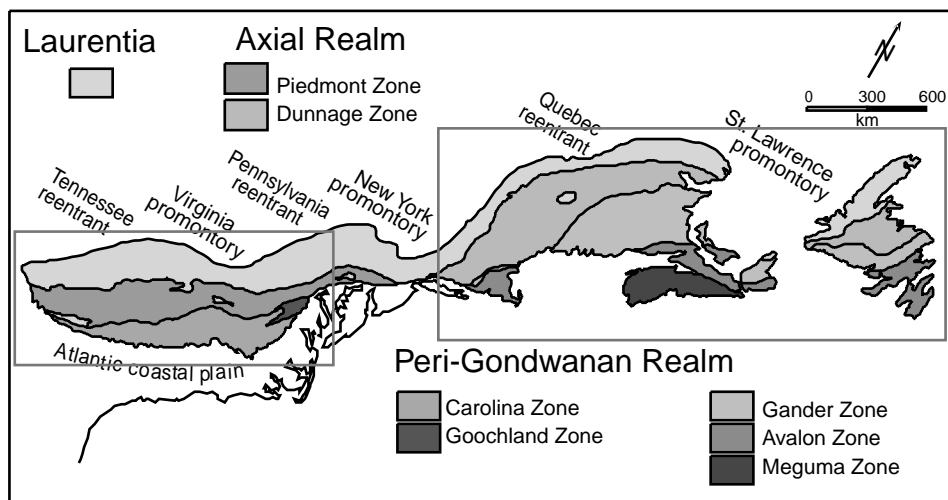 Laurentia
Axial Realm
Piedmont Zone
Dunnage Zone
N
0 300 600
km
Tennessee
reentrant
Virginia
promontory
Pennsylvania
reentrant
New York
promontory
Quebec
reentrant
St. Lawrence
promontory
Atlantic coastal plain
Peri-Gondwanan Realm
Carolina Zone
Goochland Zone
Gander Zone
Avalon Zone
Meguma Zone